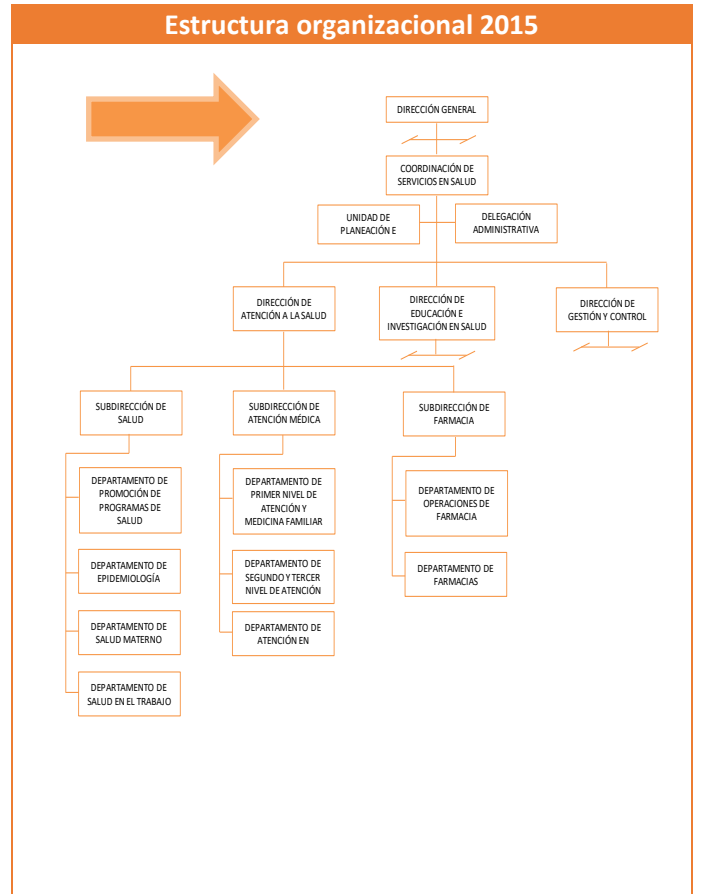 Estructura organizacional 2015
DIRECCIÓN GENERAL
COORDINACIÓN DE
SERVICIOS EN SALUD
UNIDAD DE
PLANEACIÓN E
DELEGACIÓN
ADMINISTRATIVA
DIRECCIÓN DE
ATENCIÓN A LA SALUD
DIRECCIÓN DE
EDUCACIÓN E
INVESTIGACIÓN EN SALUD
DIRECCIÓN DE
GESTIÓN Y CONTROL
SUBDIRECCIÓN DE
SALUD
SUBDIRECCIÓN DE
ATENCIÓN MÉDICA
SUBDIRECCIÓN DE
FARMACIA
DEPARTAMENTO DE
PROMOCIÓN DE
PROGRAMAS DE
SALUD
DEPARTAMENTO DE
EPIDEMIOLOGÍA
DEPARTAMENTO DE
SALUD MATERNO
DEPARTAMENTO DE
SALUD EN EL TRABAJO
DEPARTAMENTO DE
PRIMER NIVEL DE
ATENCIÓN Y
MEDICINA FAMILIAR
DEPARTAMENTO DE
SEGUNDO Y TERCER
NIVEL DE ATENCIÓN
DEPARTAMENTO DE
ATENCIÓN EN
DEPARTAMENTO DE
OPERACIONES DE
FARMACIA
DEPARTAMENTO DE
FARMACIAS